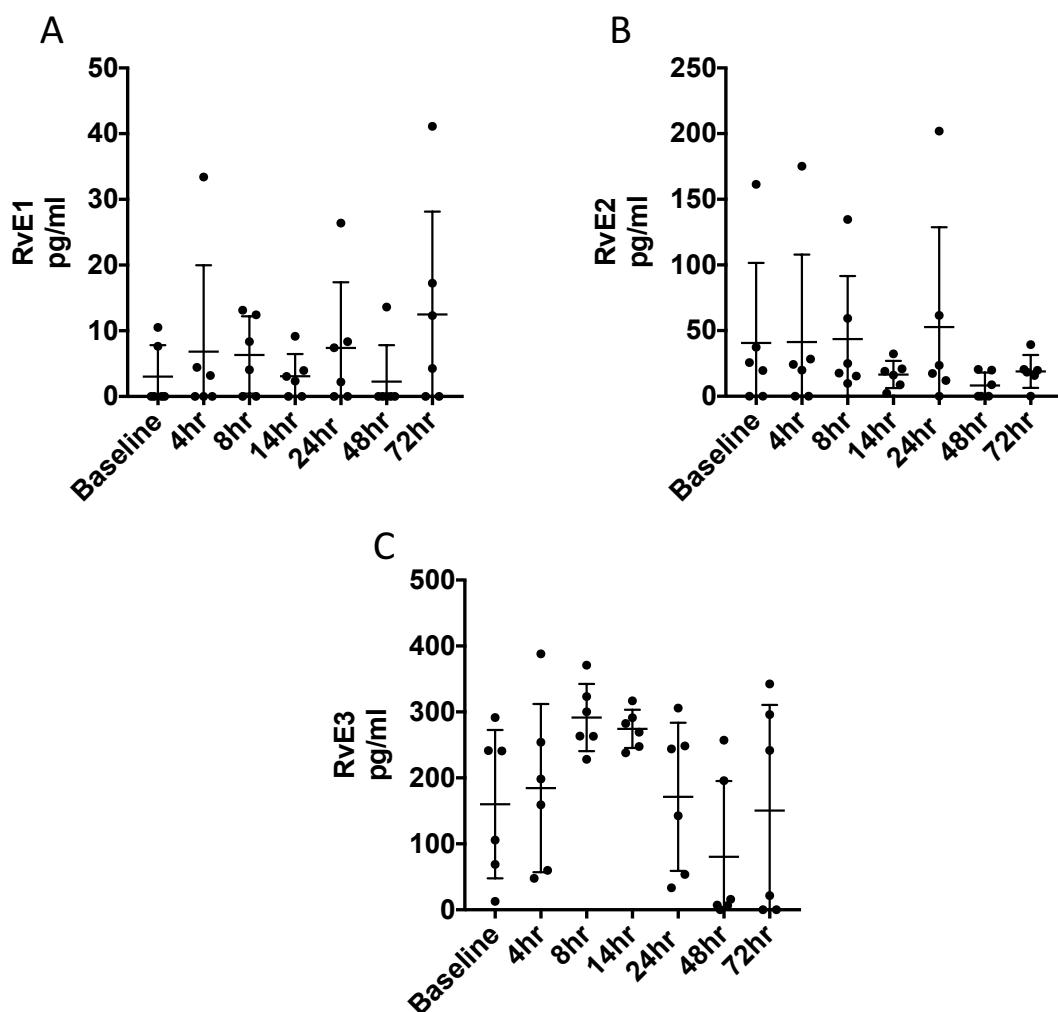 A
50
40
30
20
10
0
RvE1
pg/ml
Baseline
4hr
8hr
14hr
24hr
48hr
72hr
B
250
200
150
100
50
0
RvE2
pg/ml
Baseline
4hr
8hr
14hr
24hr
48hr
72hr
C
500
400
300
200
100
0
RvE3
pg/ml
Baseline
4hr
8hr
14hr
24hr
48hr
72hr